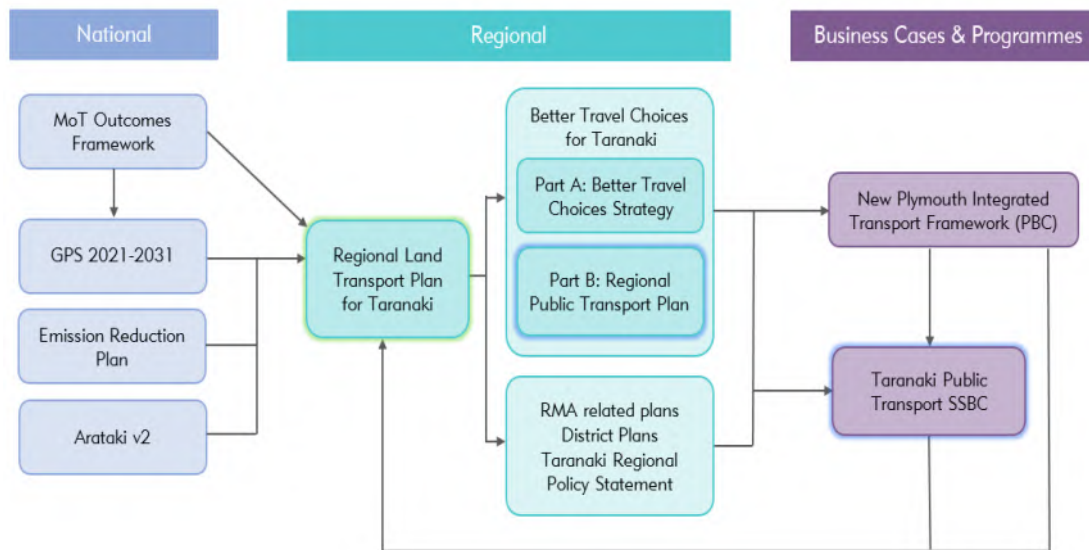 National
Regional
Business Cases & Programmes
MoT Outcomes
Framework
GPS 2021-2031
Emission Reduction
Plan
Arataki v2
Regional Land
Transport Plan
for Taranaki
Better Travel Choices
for Taranaki
Part A: Better Travel
Choices Strategy
Part B: Regional
Public Transport Plan
RMA related plans
District Plans
Taranaki Regional
Policy Statement
New Plymouth Integrated
Transport Framework (PBC)
Taranaki Public
Transport SSBC